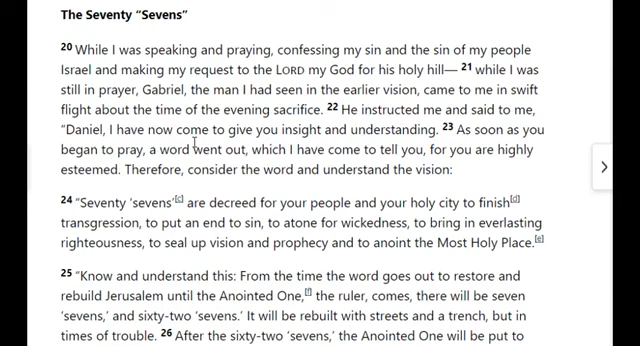 The Seventy “Sevens”
20 While I was speaking and praying, confessing my sin and the sin of my people
Israel and making my request to the LORD my God for his holy hill— 21 while I was
still in prayer, Gabriel, the man I had seen in the earlier vision, came to me in swift
flight about the time of the evening sacrifice. 22 He instructed me and said to me,
“Daniel, I have now come to give you insight and understanding. 23 As soon as you
began to pray, a word went out, which I have come to tell you, for you are highly
esteemed. Therefore, consider the word and understand the vision:
24 “Seventy ‘sevens’[c] are decreed for your people and your holy city to finish[d]
transgression, to put an end to sin, to atone for wickedness, to bring in everlasting
righteousness, to seal up vision and prophecy and to anoint the Most Holy Place.[e]
25 “Know and understand this: From the time the word goes out to restore and
rebuild Jerusalem until the Anointed One,[f] the ruler, comes, there will be seven
‘sevens,’ and sixty-two ‘sevens.’ It will be rebuilt with streets and a trench, but in
times of trouble. 26 After the sixty-two ‘sevens,’ the Anointed One will be put to